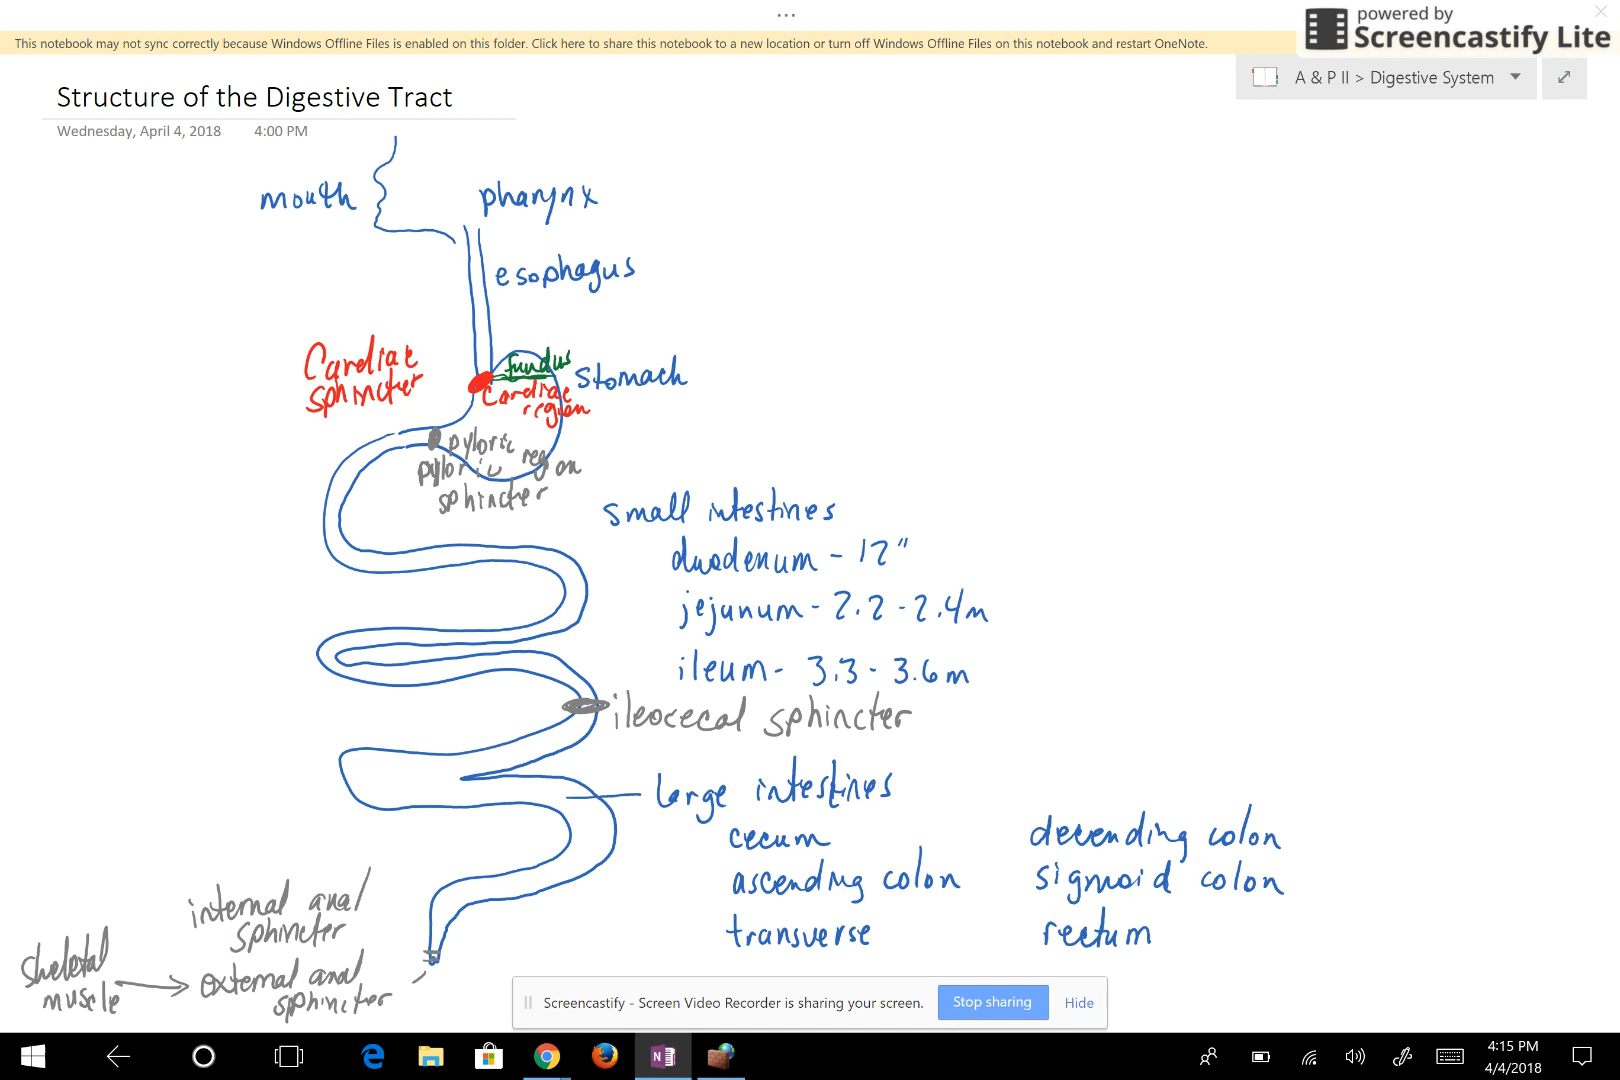 ...
powered by
Screencastify Lite
This notebook may not sync correctly because Windows Offline Files is enabled on this folder. Click here to share this notebook to a new location or turn off Windows Offline Files on this notebook and restart OneNote.
A & P II > Digestive System
Structure of the Digestive Tract
Wednesday, April 4, 2018 4:00 PM
mouth
pharynx
esophagus
Cardiac
sphincter
fundus
stomach
Cardiac
region
pyloric
region
pyloric
sphincter
small intestines
duodenum - 12"
jejunum - 2.2 - 2.4m
ileum - 3.3 - 3.6m
ileocecal sphincter
large intestines
cecum
ascending colon
transverse
decending colon
sigmoid colon
rectum
internal anal
sphincter
skeletal
muscle
external anal
sphincter
Screencastify - Screen Video Recorder is sharing your screen.
Stop sharing
Hide
4:15 PM
4/4/2018